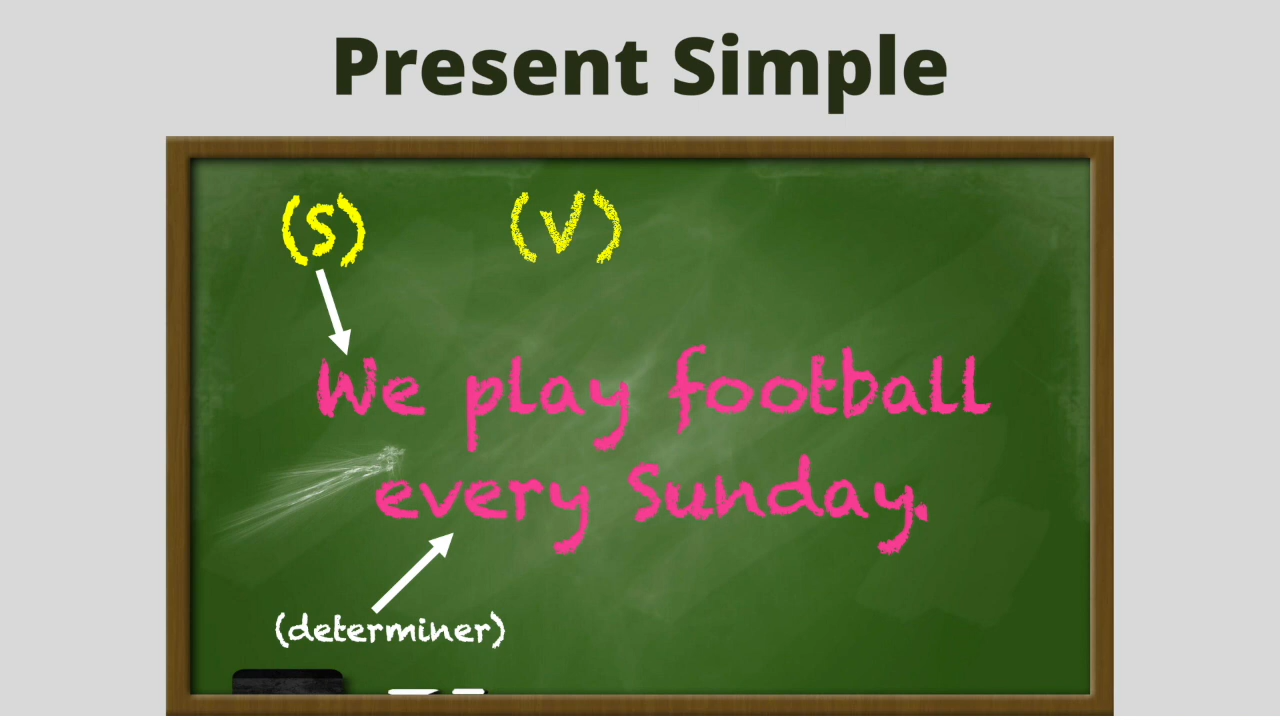 Present Simple
(S) (V)
We play football
every Sunday.
(determiner)